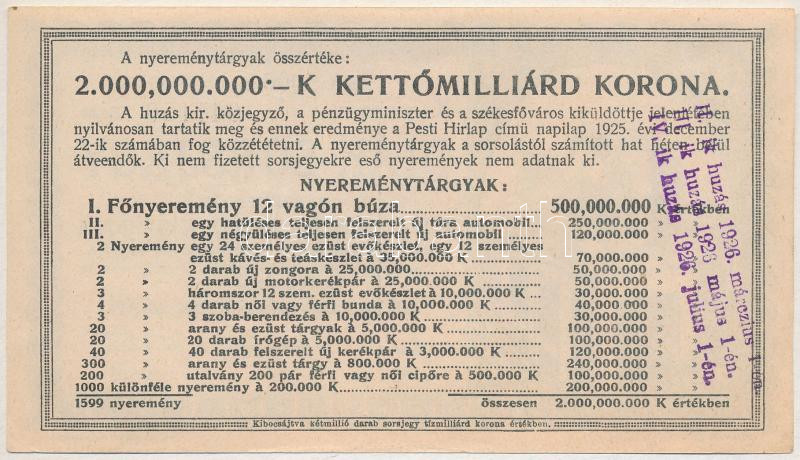 A nyereménytárgyak összértéke:
2.000,000.000·– K KETTŐMILLIÁRD KORONA.
A huzás kir. közjegyző, a pénzügyminiszter és a székesfőváros kiküldöttje jelenlétében
nyilvánosan tartatik meg és ennek eredménye a Pesti Hirlap cimü napilap 1925. évi december
22-ik számában fog közzétetni. A nyereménytárgyak a sorsolástól számított hat héten belül
átveendők. Ki nem fizetett sorsjegyekre eső nyeremények nem adatnak ki.
NYEREMÉNYTÁRGYAK:
I. Főnyeremény 12 vagón búza 500,000.000 K értékben
II. » egy hatüléses teljesen felszerelt új túra automobil 250,000.000 » »
III. » egy négyüléses teljesen felszerelt új automobil 120,000.000 » »
2 Nyeremény egy 24 személyes ezüst evőkészlet, egy 12 személyes
ezüst kávés- és teáskészlet à 35,000.000 K 70,000.000 » »
2 » 2 darab új zongora à 25,000.000 50,000.000 » »
2 » 2 darab új motorkerékpár à 25,000.000 K 50,000.000 » »
3 » háromszor 12 szem. ezüst evőkészlet à 10,000.000 K 30,000.000 » »
4 » 4 darab női vagy férfi bunda à 10,000.000 K 40,000.000 » »
3 » 3 szoba-berendezés à 10,000.000 K 30,000.000 » »
20 » arany és ezüst tárgyak à 5,000.000 K 100,000.000 » »
20 » 20 darab írógép à 5,000.000 K 100,000.000 » »
40 » 40 darab felszerelt új kerékpár à 3,000.000 K 120,000.000 » »
300 » arany és ezüst tárgy à 800.000 K 240,000.000 » »
200 » utalvány 200 pár férfi vagy női cipőre à 500.000 K 100,000.000 » »
1000 különféle nyeremény à 200.000 K 200,000.000 » »
1599 nyeremény összesen 2.000,000.000 K értékben
Kibocsájtva kétmillió darab sorsjegy tízmilliárd korona értékben.
II. ik huzás 1926. márczius 1-én.
III ik huzás 1926 május 1-én.
IV ik huzás 1926. julius 1-én.